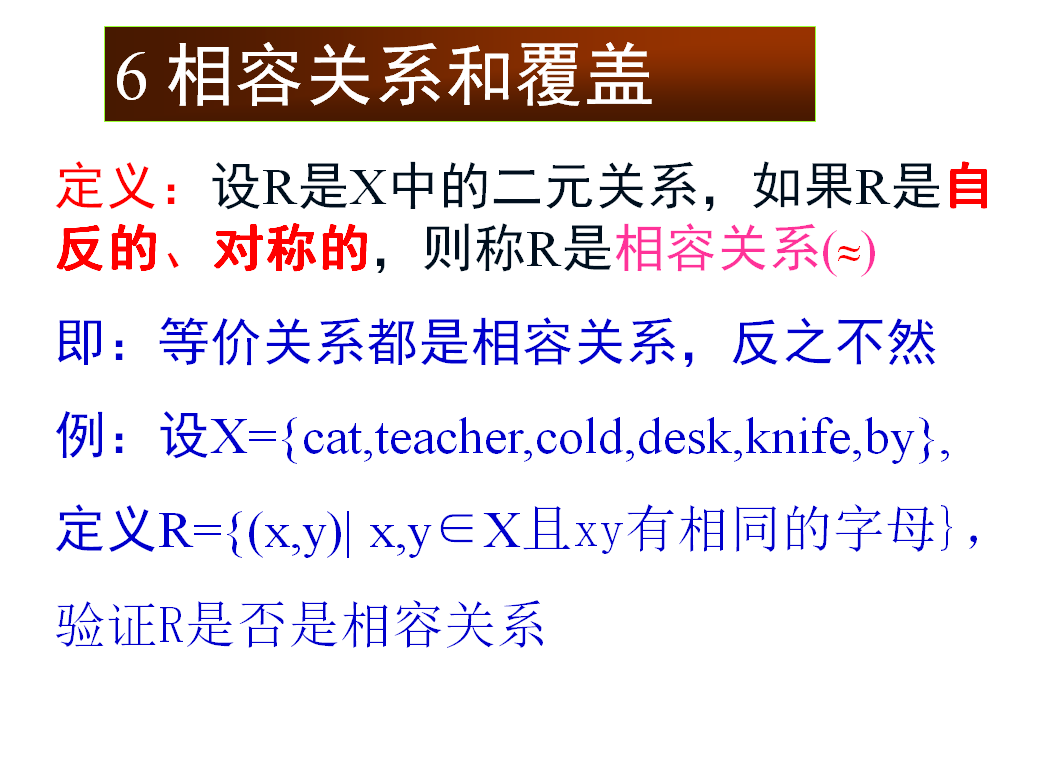 6 相容关系和覆盖
定义：设R是X中的二元关系，如果R是自
反的、对称的，则称R是相容关系(≈)
即：等价关系都是相容关系，反之不然
例：设X={cat,teacher,cold,desk,knife,by},
定义R={(x,y)| x,y∈X且xy有相同的字母}，
验证R是否是相容关系